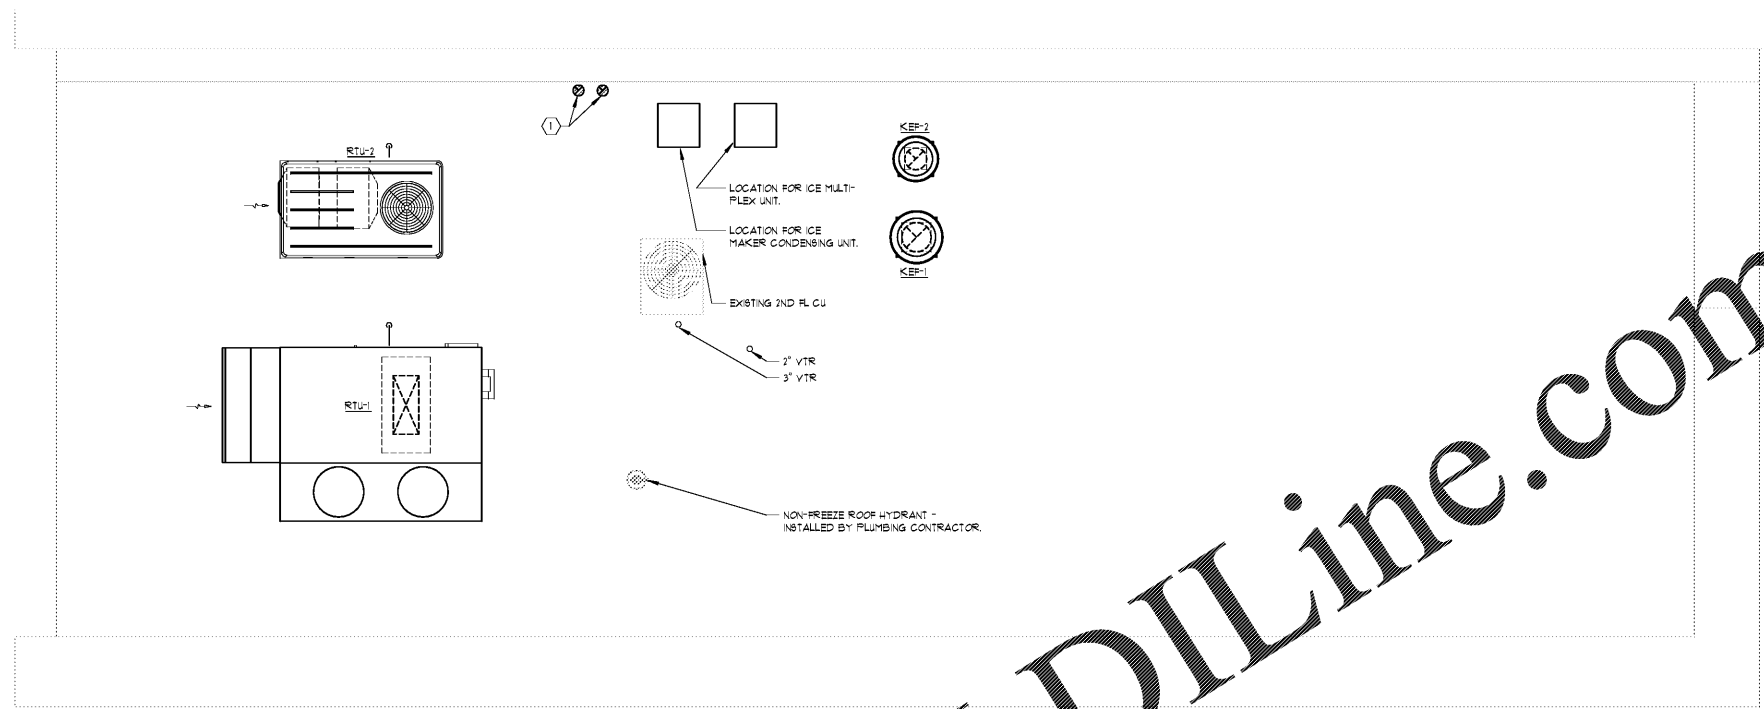 1
KEF-2
RTU-2
LOCATION FOR ICE MULTI-
PLEX UNIT.
LOCATION FOR ICE
MAKER CONDENSING UNIT.
KEF-1
EXISTING 2ND FL CU
2" VTR
3" VTR
RTU-1
NON-FREEZE ROOF HYDRANT -
INSTALLED BY PLUMBING CONTRACTOR.
DILine.com